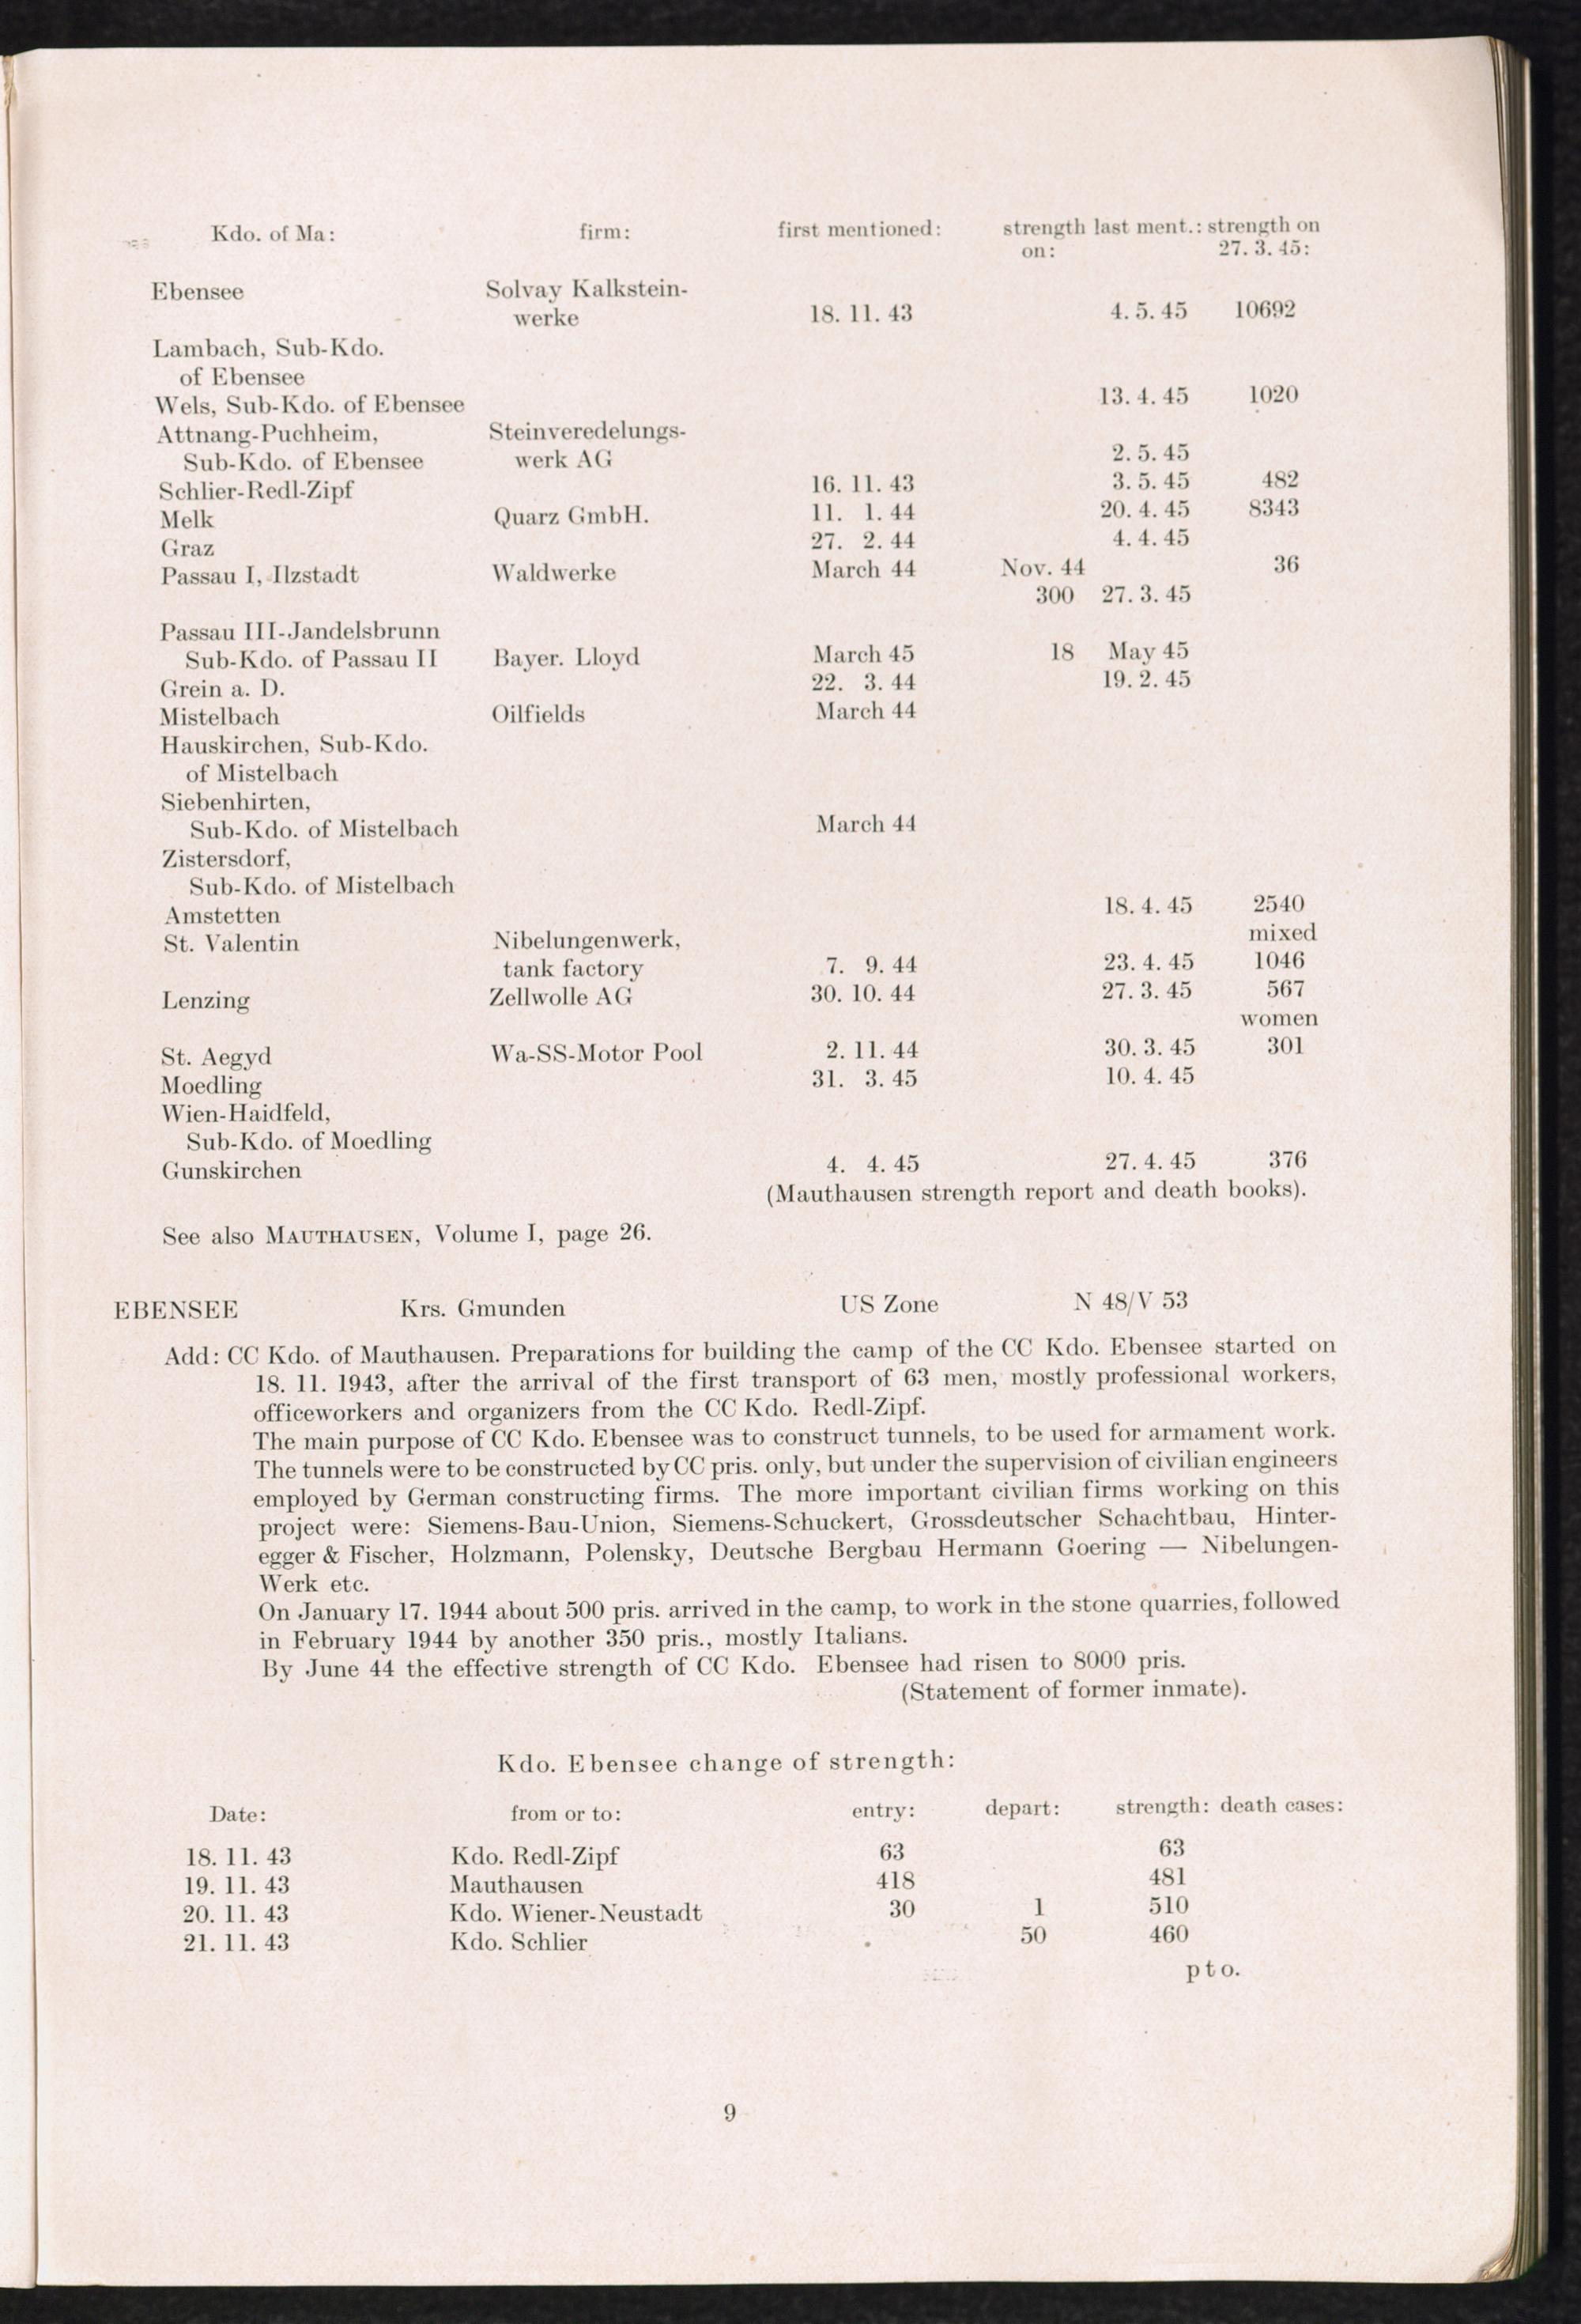 Kdo. of Ma: firm: first mentioned: strength last ment.: strength on
on: 27. 3. 45:
Ebensee Solvay Kalkstein-
werke 18. 11. 43 4. 5. 45 10692
Lambach, Sub-Kdo.
of Ebensee
Wels, Sub-Kdo. of Ebensee 13. 4. 45 1020
Attnang-Puchheim, Steinveredelungs-
Sub-Kdo. of Ebensee werk AG 2. 5. 45
Schlier-Redl-Zipf 16. 11. 43 3. 5. 45 482
Melk Quarz GmbH. 11. 1. 44 20. 4. 45 8343
Graz 27. 2. 44 4. 4. 45
Passau I, Ilzstadt Waldwerke March 44 Nov. 44 36
300 27. 3. 45
Passau III-Jandelsbrunn
Sub-Kdo. of Passau II Bayer. Lloyd March 45 18 May 45
Grein a. D. 22. 3. 44 19. 2. 45
Mistelbach Oilfields March 44
Hauskirchen, Sub-Kdo.
of Mistelbach
Siebenhirten,
Sub-Kdo. of Mistelbach March 44
Zistersdorf,
Sub-Kdo. of Mistelbach
Amstetten 18. 4. 45 2540
St. Valentin Nibelungenwerk, mixed
tank factory 7. 9. 44 23. 4. 45 1046
Lenzing Zellwolle AG 30. 10. 44 27. 3. 45 567
women
St. Aegyd Wa-SS-Motor Pool 2. 11. 44 30. 3. 45 301
Moedling 31. 3. 45 10. 4. 45
Wien-Haidfeld,
Sub-Kdo. of Moedling
Gunskirchen 4. 4. 45 27. 4. 45 376
(Mauthausen strength report and death books).
See also MAUTHAUSEN, Volume I, page 26.
EBENSEE Krs. Gmunden US Zone N 48/V 53
Add: CC Kdo. of Mauthausen. Preparations for building the camp of the CC Kdo. Ebensee started on
18. 11. 1943, after the arrival of the first transport of 63 men, mostly professional workers,
officeworkers and organizers from the CC Kdo. Redl-Zipf.
The main purpose of CC Kdo. Ebensee was to construct tunnels, to be used for armament work.
The tunnels were to be constructed by CC pris. only, but under the supervision of civilian engineers
employed by German constructing firms. The more important civilian firms working on this
project were: Siemens-Bau-Union, Siemens-Schuckert, Grossdeutscher Schachtbau, Hinter-
egger & Fischer, Holzmann, Polensky, Deutsche Bergbau Hermann Goering — Nibelungen-
Werk etc.
On January 17. 1944 about 500 pris. arrived in the camp, to work in the stone quarries, followed
in February 1944 by another 350 pris., mostly Italians.
By June 44 the effective strength of CC Kdo. Ebensee had risen to 8000 pris.
(Statement of former inmate).
Kdo. Ebensee change of strength:
Date: from or to: entry: depart: strength: death cases:
18. 11. 43 Kdo. Redl-Zipf 63 63
19. 11. 43 Mauthausen 418 481
20. 11. 43 Kdo. Wiener-Neustadt 30 1 510
21. 11. 43 Kdo. Schlier 50 460
p t o.
9